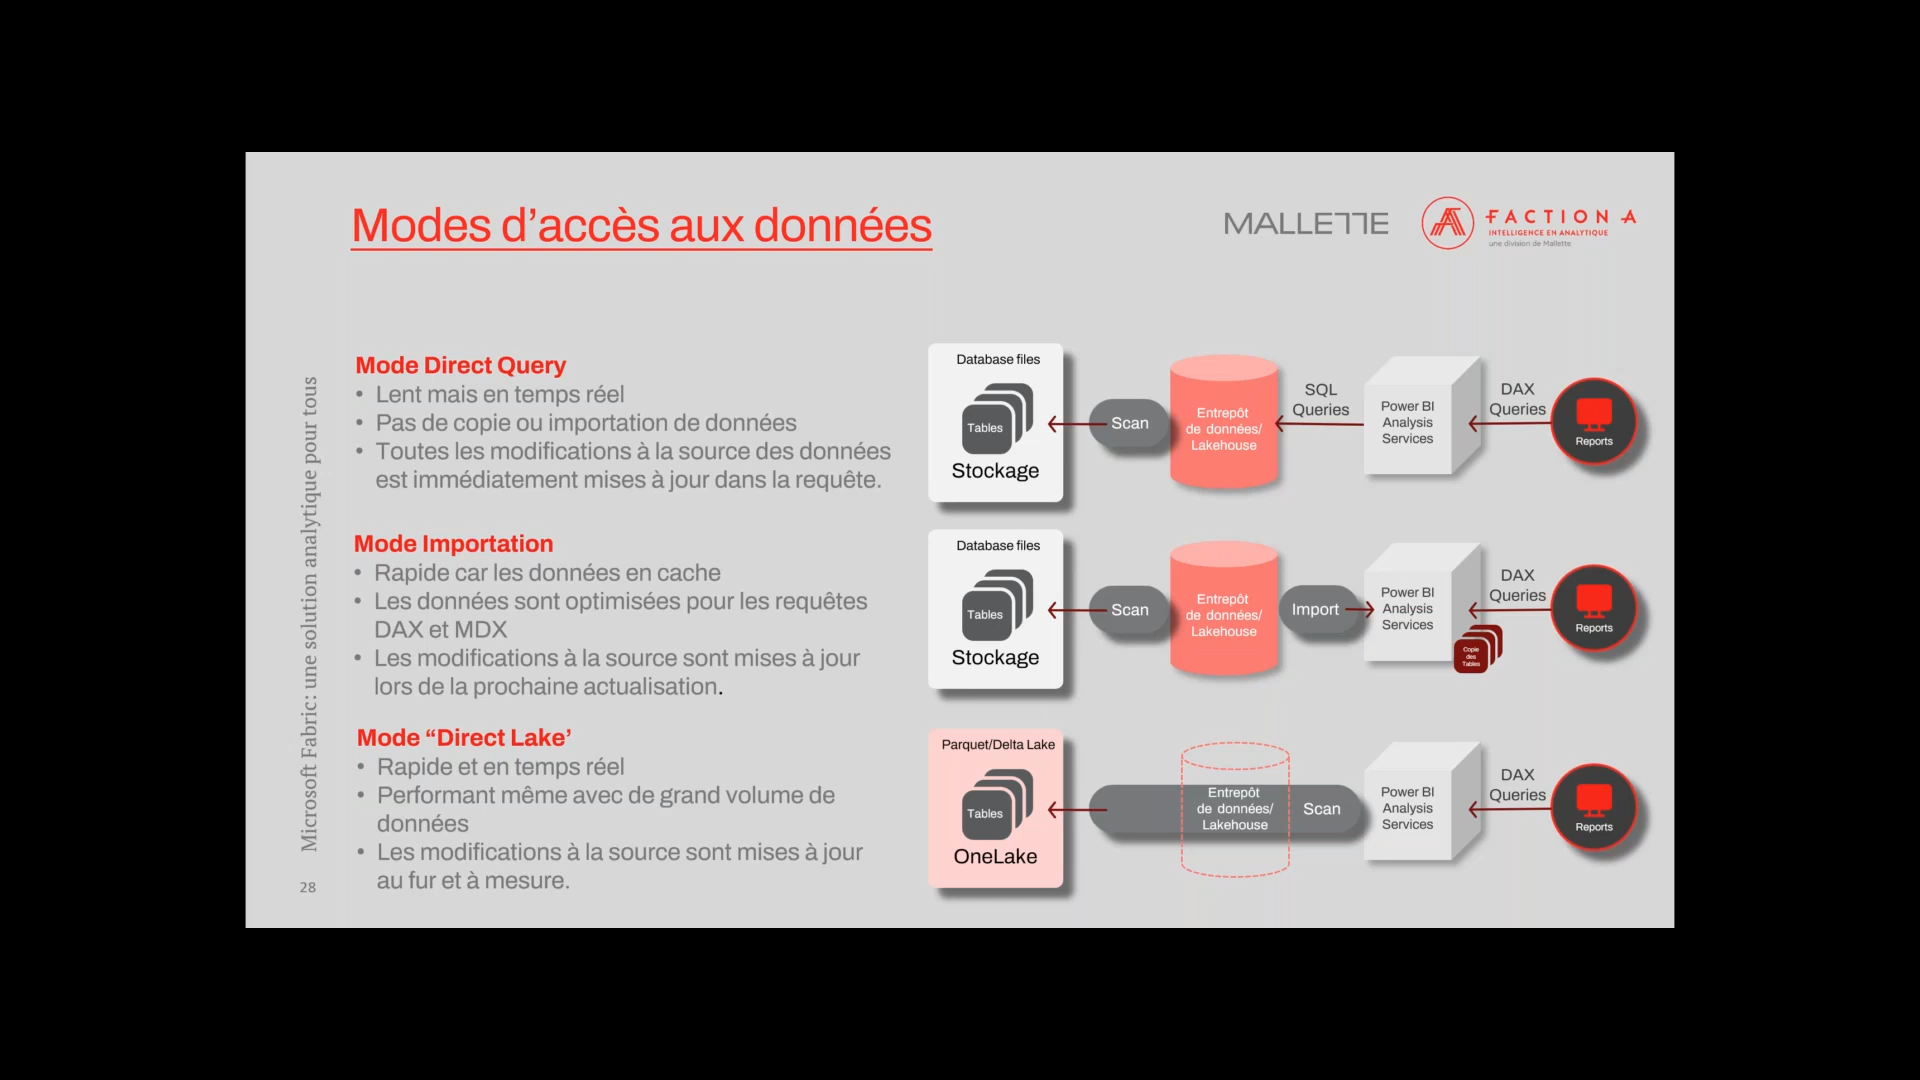 Modes d’accès aux données
MALLETTE
FACTION A
INTELLIGENCE EN ANALYTIQUE
une division de Mallette
Microsoft Fabric : une solution analytique pour tous
28
Mode Direct Query
• Lent mais en temps réel
• Pas de copie ou importation de données
• Toutes les modifications à la source des données
est immédiatement mises à jour dans la requête.
Database files
Tables
Stockage
Scan
Entrepôt
de données/
Lakehouse
SQL
Queries
Power BI
Analysis
Services
DAX
Queries
Reports
Mode Importation
• Rapide car les données en cache
• Les données sont optimisées pour les requêtes
DAX et MDX
• Les modifications à la source sont mises à jour
lors de la prochaine actualisation.
Database files
Tables
Stockage
Scan
Entrepôt
de données/
Lakehouse
Import
Power BI
Analysis
Services
Copie
des
Tables
DAX
Queries
Reports
Mode “Direct Lake’
• Rapide et en temps réel
• Performant même avec de grand volume de
données
• Les modifications à la source sont mises à jour
au fur et à mesure.
Parquet/Delta Lake
Tables
OneLake
Entrepôt
de données/
Lakehouse
Scan
Power BI
Analysis
Services
DAX
Queries
Reports